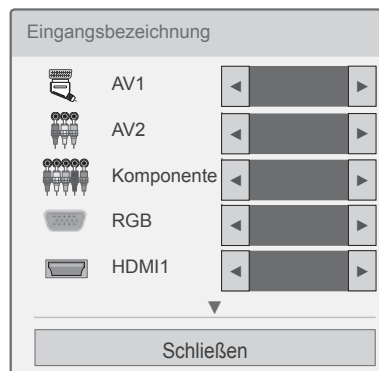 Eingangsbezeichnung
AV1
AV2
Komponente
RGB
HDMI1
Schließen